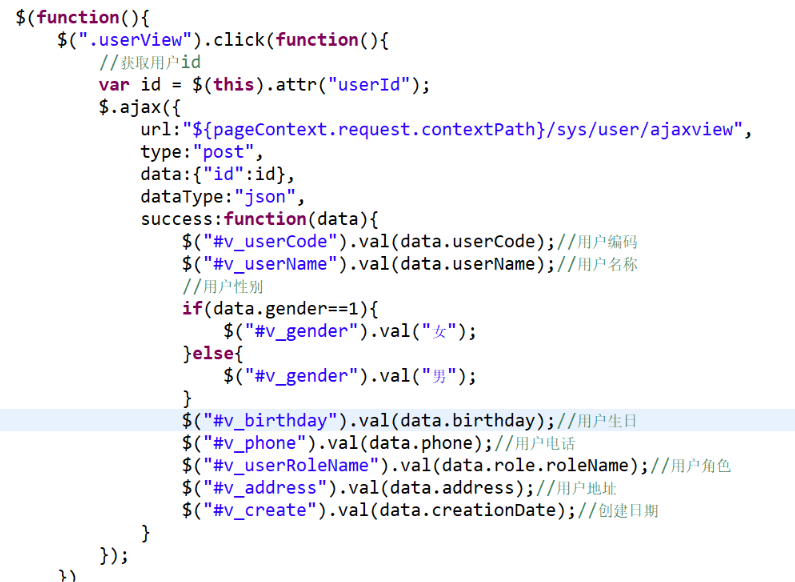 $(function(){
$(".userView").click(function(){
//获取用户id
var id = $(this).attr("userId");
$.ajax({
url:"${pageContext.request.contextPath}/sys/user/ajaxview",
type:"post",
data:{"id":id},
dataType:"json",
success:function(data){
$("#v_userCode").val(data.userCode);//用户编码
$("#v_userName").val(data.userName);//用户名称
//用户性别
if(data.gender==1){
$("#v_gender").val("女");
}else{
$("#v_gender").val("男");
}
$("#v_birthday").val(data.birthday);//用户生日
$("#v_phone").val(data.phone);//用户电话
$("#v_userRoleName").val(data.role.roleName);//用户角色
$("#v_address").val(data.address);//用户地址
$("#v_create").val(data.creationDate);//创建日期
}
});
})